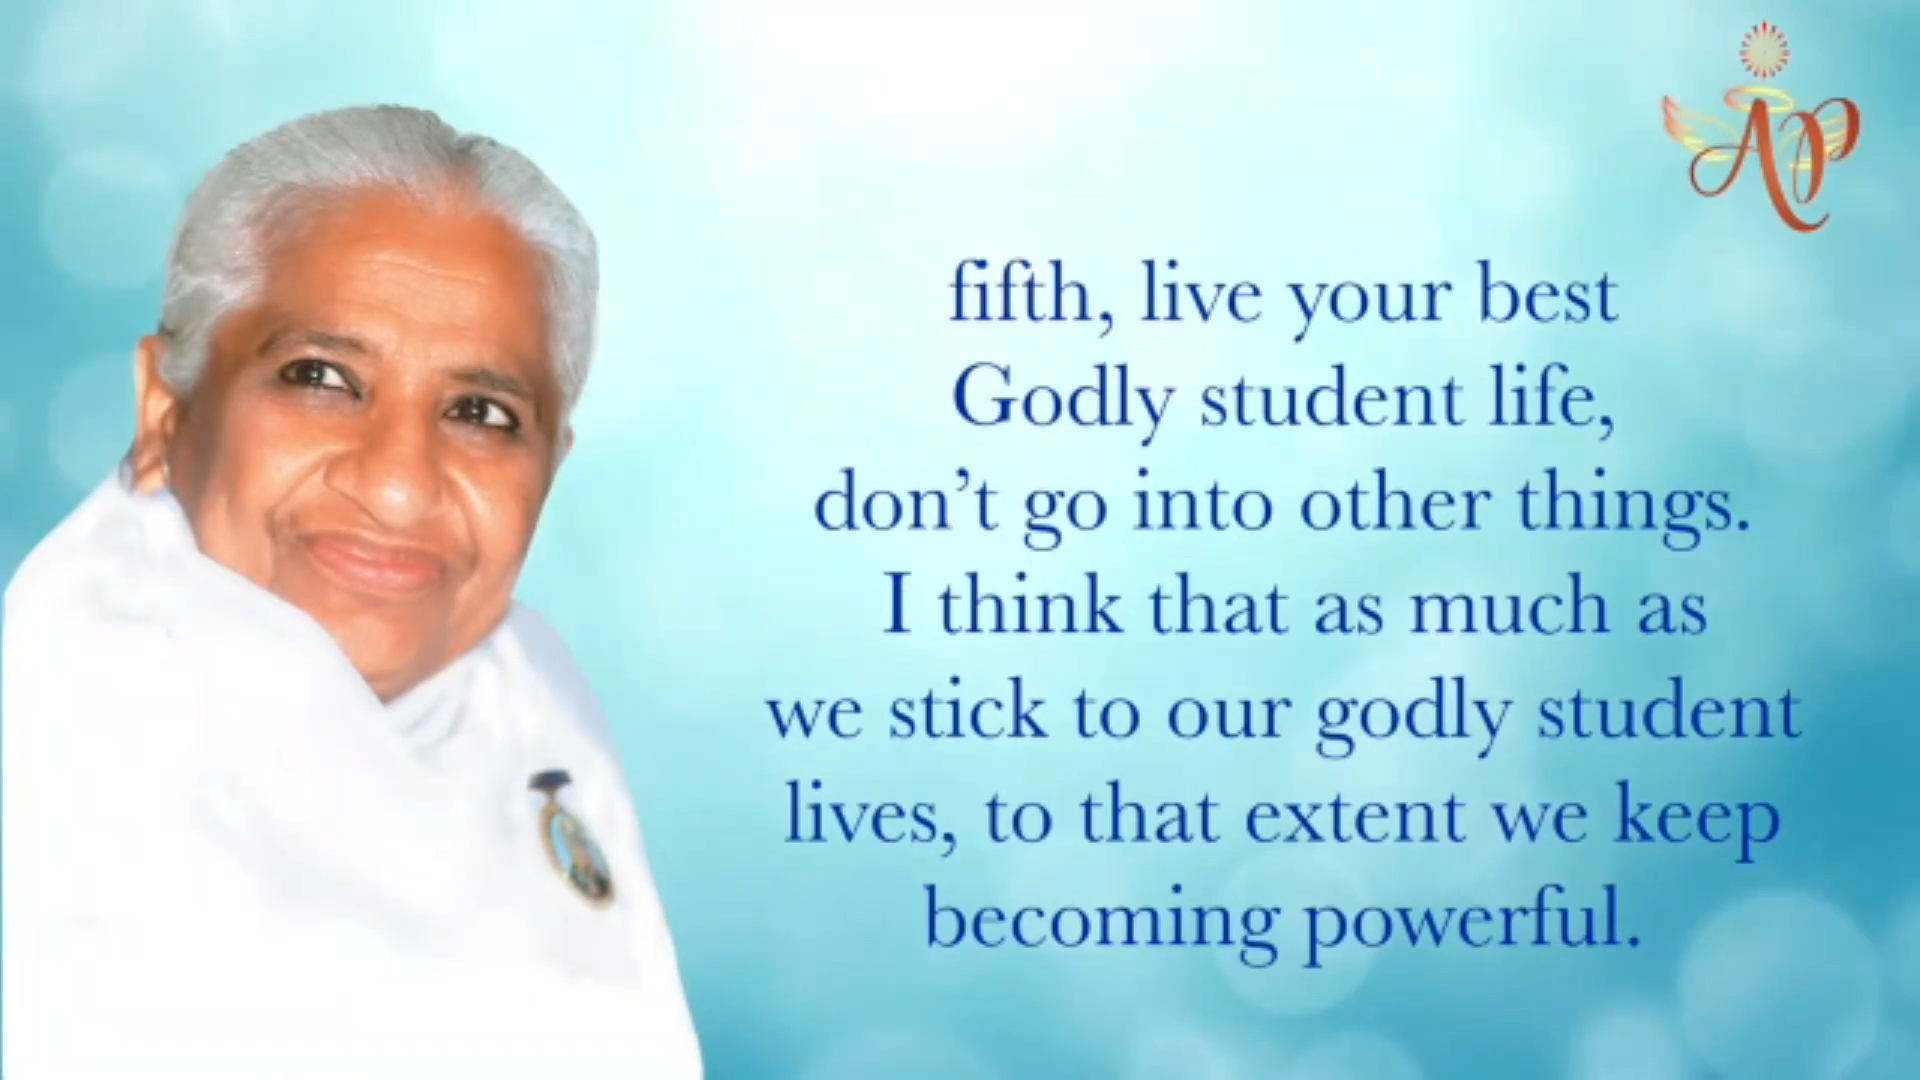 AP
fifth, live your best
Godly student life,
don't go into other things.
I think that as much as
we stick to our godly student
lives, to that extent we keep
becoming powerful.